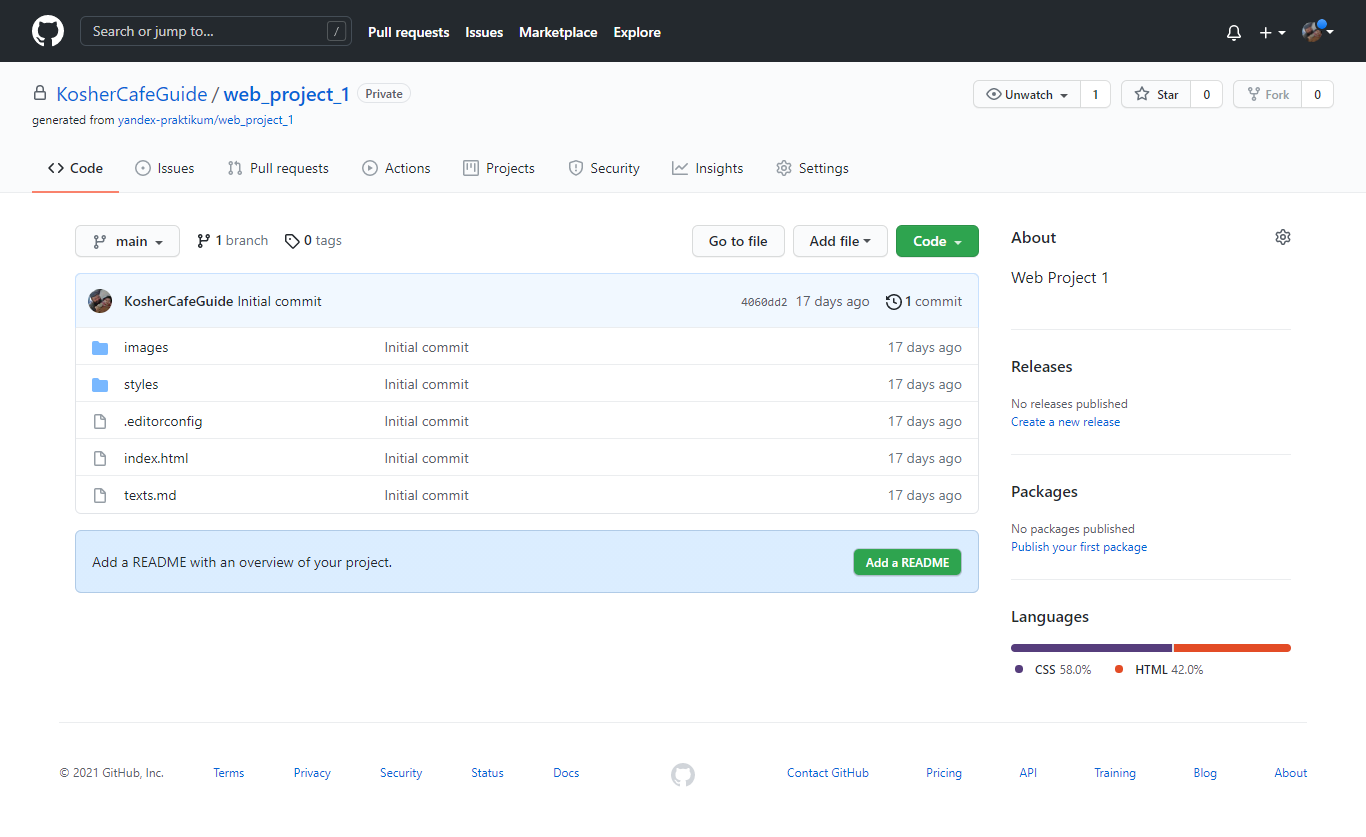 Search or jump to... / Pull requests Issues Marketplace Explore
KosherCafeGuide / web_project_1 Private Unwatch 1 Star 0 Fork 0
generated from yandex-praktikum/web_project_1
Code Issues Pull requests Actions Projects Security Insights Settings
main 1 branch 0 tags Go to file Add file Code
KosherCafeGuide Initial commit 4060dd2 17 days ago 1 commit
images Initial commit 17 days ago
styles Initial commit 17 days ago
.editorconfig Initial commit 17 days ago
index.html Initial commit 17 days ago
texts.md Initial commit 17 days ago
Add a README with an overview of your project. Add a README
About
Web Project 1
Releases
No releases published
Create a new release
Packages
No packages published
Publish your first package
Languages
CSS 58.0% HTML 42.0%
© 2021 GitHub, Inc. Terms Privacy Security Status Docs Contact GitHub Pricing API Training Blog About